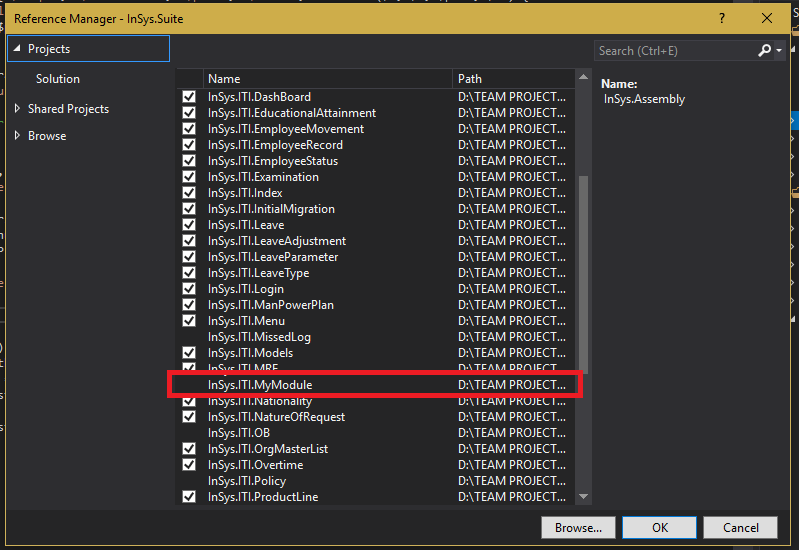 Reference Manager - InSys.Suite
?
Projects
Solution
Shared Projects
Browse
Search (Ctrl+E)
Name Path
InSys.ITI.DashBoard D:\TEAM PROJECT...
InSys.ITI.EducationalAttainment D:\TEAM PROJECT...
InSys.ITI.EmployeeMovement D:\TEAM PROJECT...
InSys.ITI.EmployeeRecord D:\TEAM PROJECT...
InSys.ITI.EmployeeStatus D:\TEAM PROJECT...
InSys.ITI.Examination D:\TEAM PROJECT...
InSys.ITI.Index D:\TEAM PROJECT...
InSys.ITI.InitialMigration D:\TEAM PROJECT...
InSys.ITI.Leave D:\TEAM PROJECT...
InSys.ITI.LeaveAdjustment D:\TEAM PROJECT...
InSys.ITI.LeaveParameter D:\TEAM PROJECT...
InSys.ITI.LeaveType D:\TEAM PROJECT...
InSys.ITI.Login D:\TEAM PROJECT...
InSys.ITI.ManPowerPlan D:\TEAM PROJECT...
InSys.ITI.Menu D:\TEAM PROJECT...
InSys.ITI.MissedLog D:\TEAM PROJECT...
InSys.ITI.Models D:\TEAM PROJECT...
InSys.ITI.MRF D:\TEAM PROJECT...
InSys.ITI.MyModule D:\TEAM PROJECT...
InSys.ITI.Nationality D:\TEAM PROJECT...
InSys.ITI.NatureOfRequest D:\TEAM PROJECT...
InSys.ITI.OB D:\TEAM PROJECT...
InSys.ITI.OrgMasterList D:\TEAM PROJECT...
InSys.ITI.Overtime D:\TEAM PROJECT...
InSys.ITI.Policy D:\TEAM PROJECT...
InSys.ITI.ProductLine D:\TEAM PROJECT...
Name:
InSys.Assembly
Browse... OK Cancel